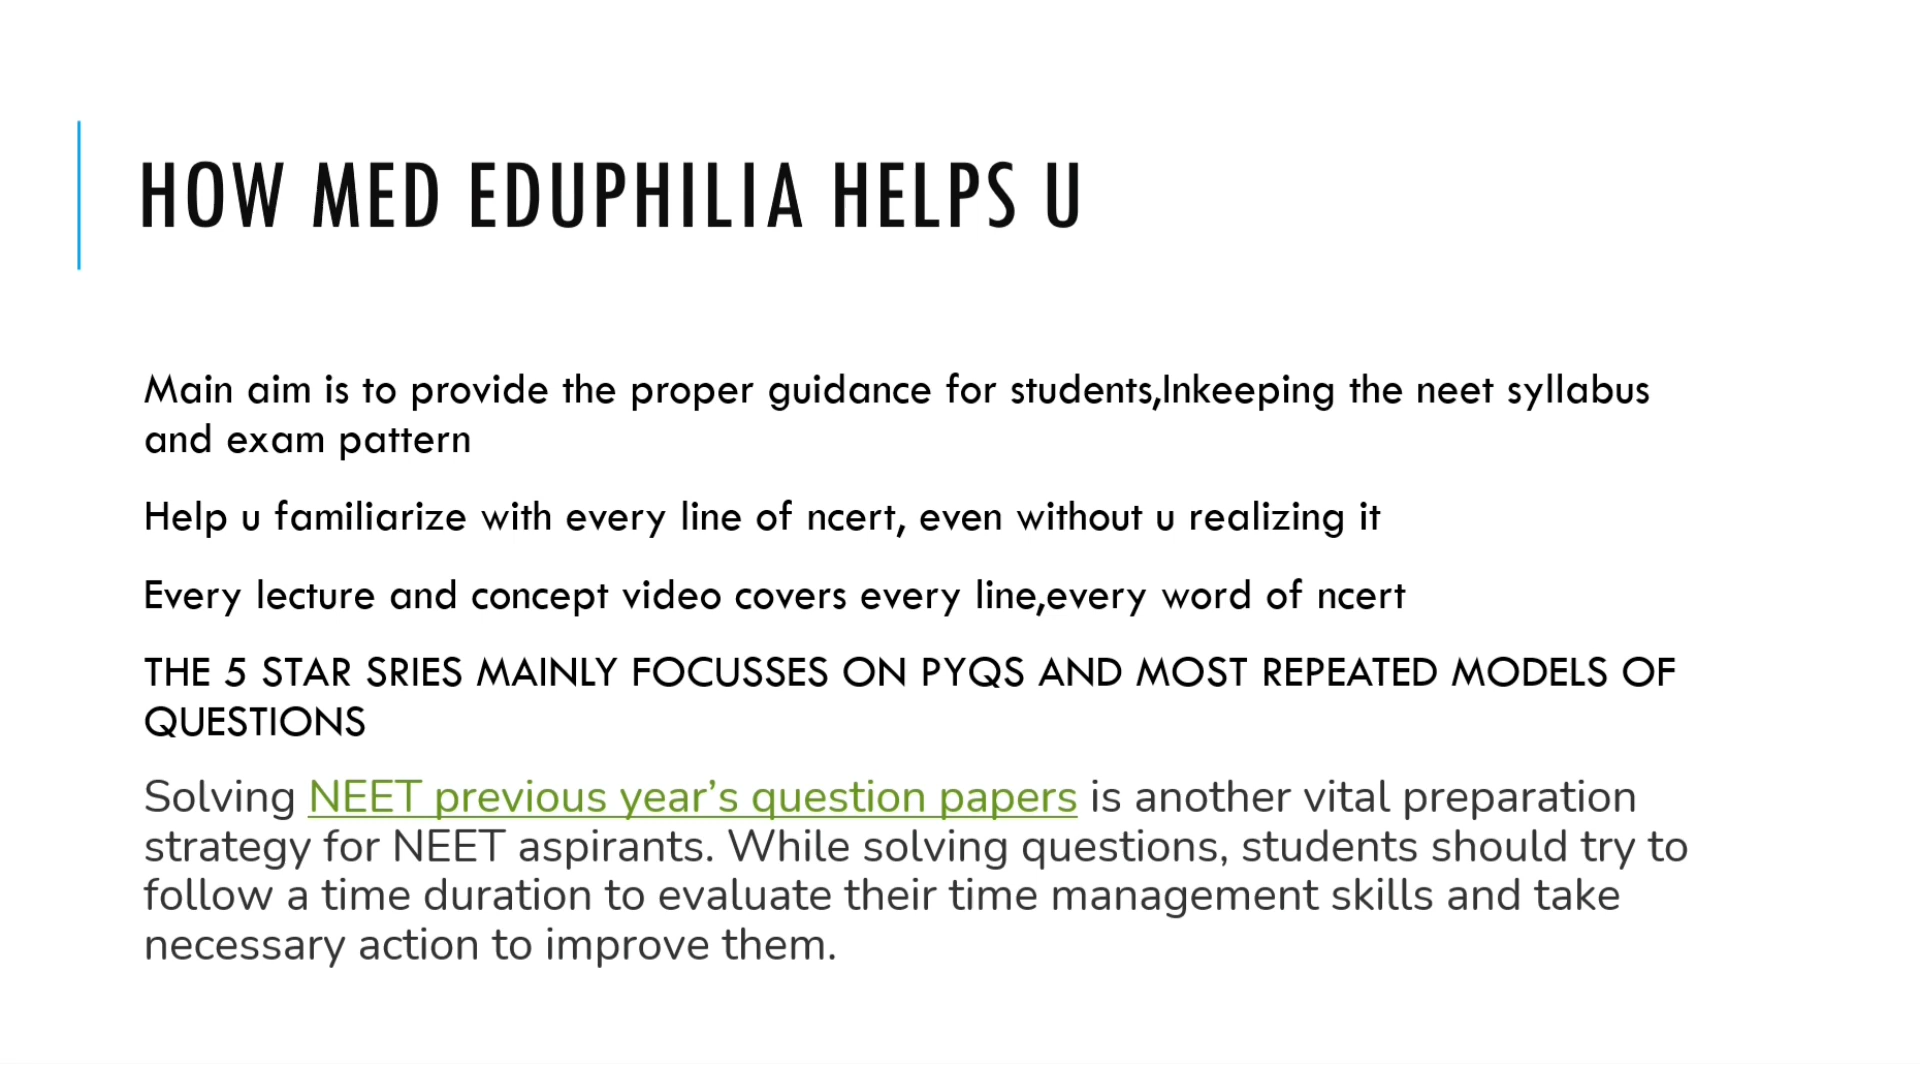 HOW MED EDUPHILIA HELPS U
Main aim is to provide the proper guidance for students,Inkeeping the neet syllabus
and exam pattern
Help u familiarize with every line of ncert, even without u realizing it
Every lecture and concept video covers every line,every word of ncert
THE 5 STAR SRIES MAINLY FOCUSSES ON PYQS AND MOST REPEATED MODELS OF
QUESTIONS
Solving NEET previous year’s question papers is another vital preparation
strategy for NEET aspirants. While solving questions, students should try to
follow a time duration to evaluate their time management skills and take
necessary action to improve them.